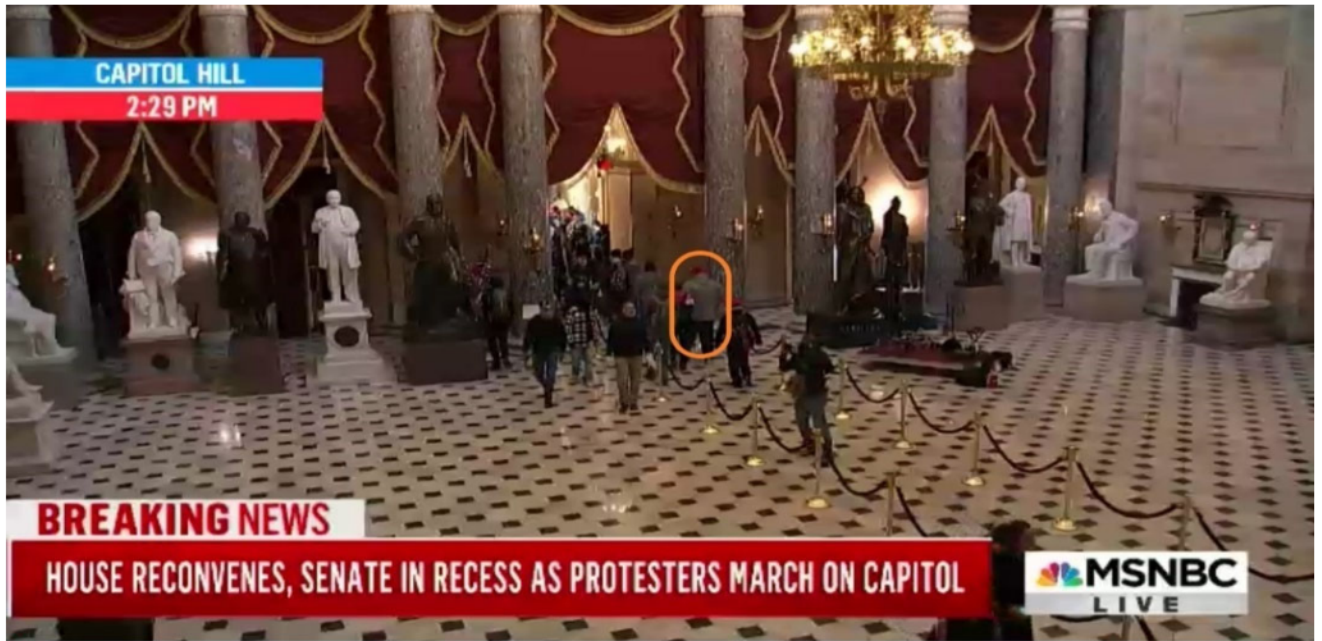 CAPITOL HILL
2:29 PM
BREAKING NEWS
HOUSE RECONVENES, SENATE IN RECESS AS PROTESTERS MARCH ON CAPITOL
MSNBC
LIVE